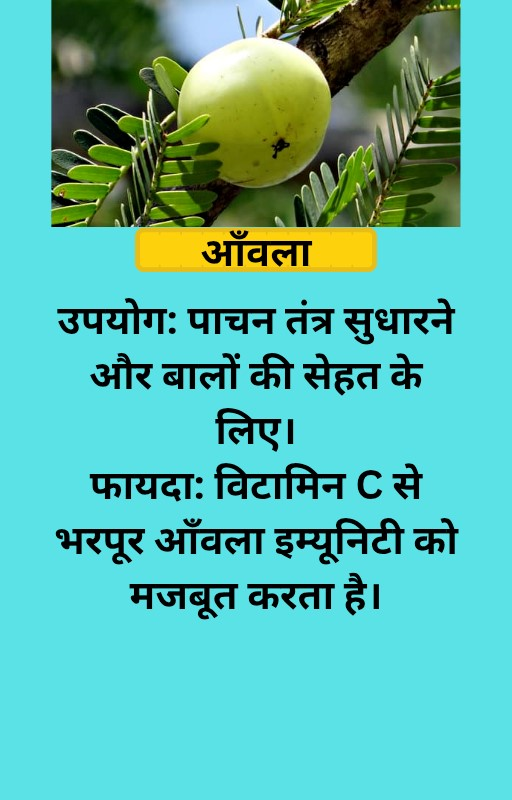 आँवला
उपयोग: पाचन तंत्र सुधारने
और बालों की सेहत के
लिए।
फायदा: विटामिन C से
भरपूर आँवला इम्यूनिटी को
मजबूत करता है।